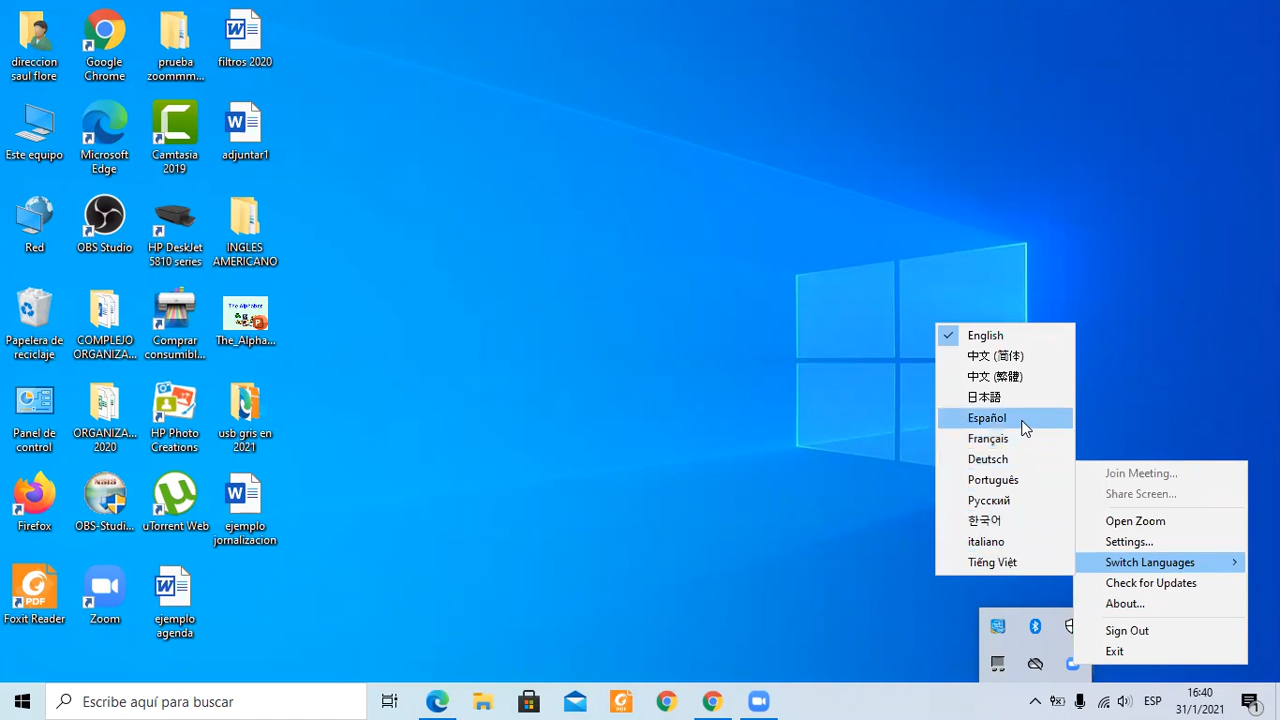 direccion
saul flore
Google
Chrome
prueba
zoommm...
filtros 2020
Este equipo
Microsoft
Edge
Camtasia
2019
adjuntar1
Red
OBS Studio
HP DeskJet
5810 series
INGLES
AMERICANO
Papelera de
reciclaje
COMPLEJO
ORGANIZA...
Comprar
consumibl...
The Alphabet
The_Alpha...
Panel de
control
ORGANIZA...
2020
HP Photo
Creations
usb gris en
2021
Firefox
OBS-Studi...
uTorrent Web
ejemplo
jornalizacion
PDF
Foxit Reader
Zoom
ejemplo
agenda
English
中文 (简体)
中文 (繁體)
日本語
Español
Français
Deutsch
Português
Русский
한국어
italiano
Tiếng Việt
Join Meeting...
Share Screen...
Open Zoom
Settings...
Switch Languages
Check for Updates
About...
Sign Out
Exit
Escribe aquí para buscar
ESP
16:40
31/1/2021
1